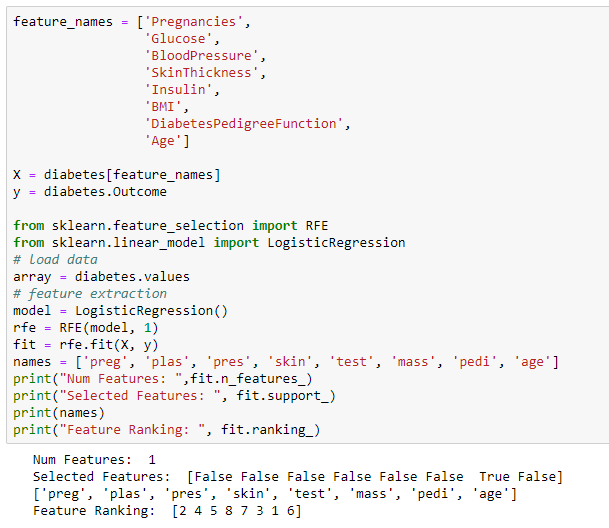 feature_names = ['Pregnancies',
                 'Glucose',
                 'BloodPressure',
                 'SkinThickness',
                 'Insulin',
                 'BMI',
                 'DiabetesPedigreeFunction',
                 'Age']

X = diabetes[feature_names]
y = diabetes.Outcome

from sklearn.feature_selection import RFE
from sklearn.linear_model import LogisticRegression
# load data
array = diabetes.values
# feature extraction
model = LogisticRegression()
rfe = RFE(model, 1)
fit = rfe.fit(X, y)
names = ['preg', 'plas', 'pres', 'skin', 'test', 'mass', 'pedi', 'age']
print("Num Features: ",fit.n_features_)
print("Selected Features: ", fit.support_)
print(names)
print("Feature Ranking: ", fit.ranking_)

Num Features:  1
Selected Features:  [False False False False False False  True False]
['preg', 'plas', 'pres', 'skin', 'test', 'mass', 'pedi', 'age']
Feature Ranking:  [2 4 5 8 7 3 1 6]